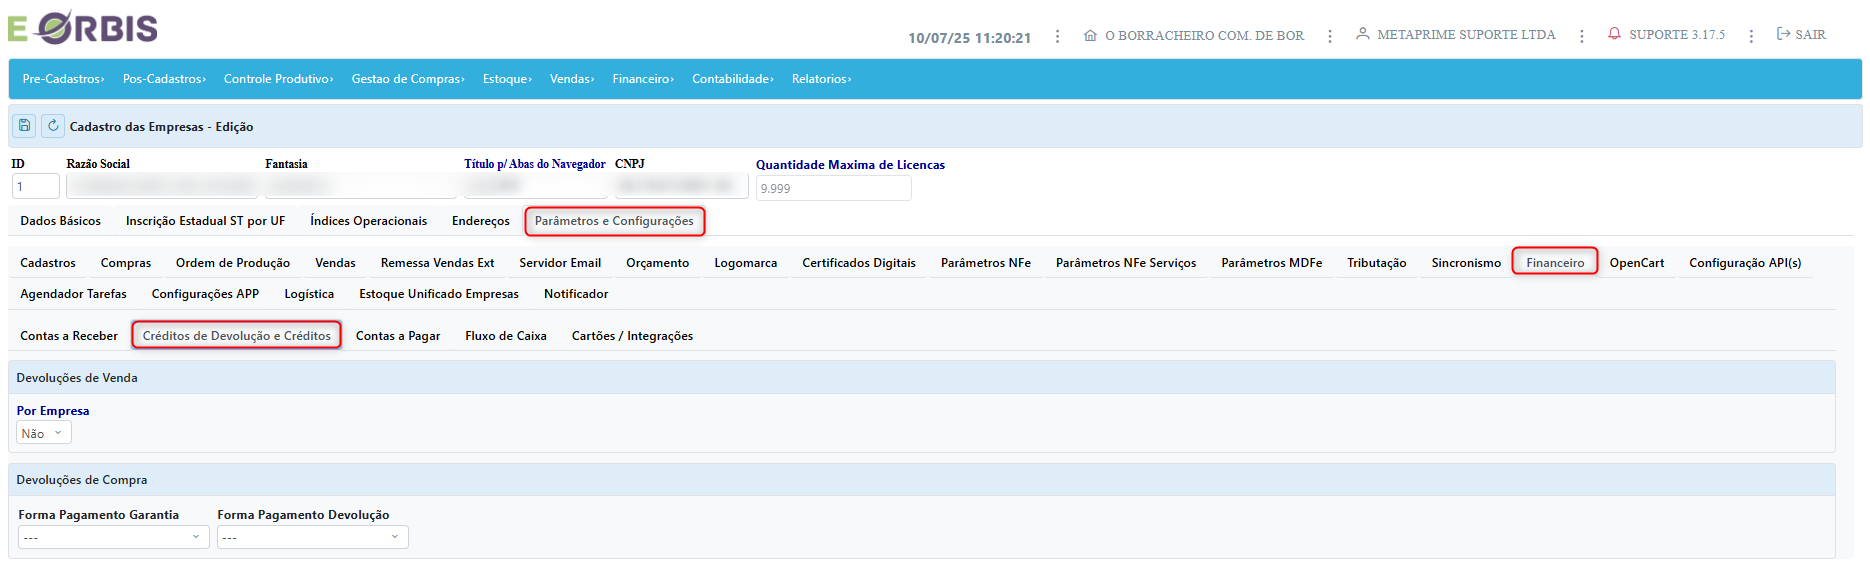 E ORBIS
10/07/25 11:20:21 ⋮ O BORRACHEIRO COM. DE BOR ⋮ METAPRIME SUPORTE LTDA ⋮ SUPORTE 3.17.5 ⋮ SAIR
Pre-Cadastros› Pos-Cadastros› Controle Produtivo› Gestao de Compras› Estoque› Vendas› Financeiro› Contabilidade› Relatorios›
Cadastro das Empresas - Edição
ID Razão Social Fantasia Título p/ Abas do Navegador CNPJ Quantidade Maxima de Licencas
1 9.999
Dados Básicos Inscrição Estadual ST por UF Índices Operacionais Endereços Parâmetros e Configurações
Cadastros Compras Ordem de Produção Vendas Remessa Vendas Ext Servidor Email Orçamento Logomarca Certificados Digitais Parâmetros NFe Parâmetros NFe Serviços Parâmetros MDFe Tributação Sincronismo Financeiro OpenCart Configuração API(s)
Agendador Tarefas Configurações APP Logística Estoque Unificado Empresas Notificador
Contas a Receber Créditos de Devolução e Créditos Contas a Pagar Fluxo de Caixa Cartões / Integrações
Devoluções de Venda
Por Empresa
Não
Devoluções de Compra
Forma Pagamento Garantia Forma Pagamento Devolução
--- ---